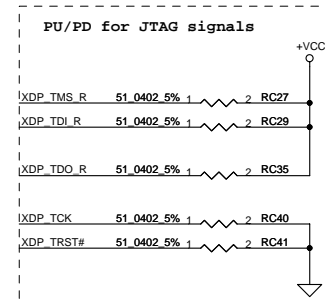 PU/PD for JTAG signals
+VCC
XDP_TMS_R 51_0402_5% 1 2 RC27
XDP_TDI_R 51_0402_5% 1 2 RC29
XDP_TDO_R 51_0402_5% 1 2 RC35
XDP_TCK 51_0402_5% 1 2 RC40
XDP_TRST# 51_0402_5% 1 2 RC41